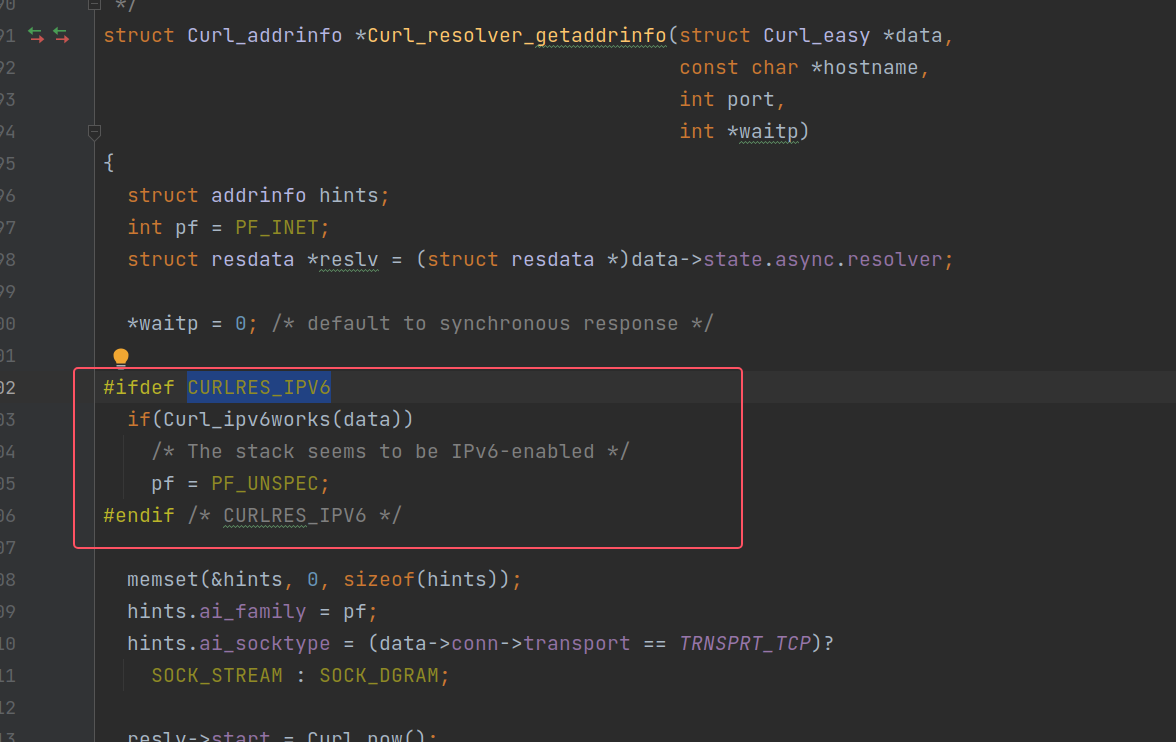 90 */
91 struct Curl_addrinfo *Curl_resolver_getaddrinfo(struct Curl_easy *data,
92 const char *hostname,
93 int port,
94 int *waitp)
95 {
96 struct addrinfo hints;
97 int pf = PF_INET;
98 struct resdata *reslv = (struct resdata *)data->state.async.resolver;
99
00 *waitp = 0; /* default to synchronous response */
01
02 #ifdef CURLRES_IPV6
03 if(Curl_ipv6works(data))
04 /* The stack seems to be IPv6-enabled */
05 pf = PF_UNSPEC;
06 #endif /* CURLRES_IPV6 */
07
08 memset(&hints, 0, sizeof(hints));
09 hints.ai_family = pf;
10 hints.ai_socktype = (data->conn->transport == TRNSPRT_TCP)?
11 SOCK_STREAM : SOCK_DGRAM;
12
13 reslv->start = Curl_now();